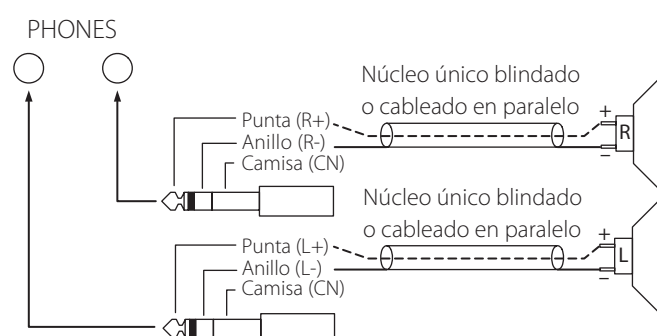 PHONES
Núcleo único blindado
o cableado en paralelo
Punta (R+)
Anillo (R-)
Camisa (CN)
+
R
–
Núcleo único blindado
o cableado en paralelo
Punta (L+)
Anillo (L-)
Camisa (CN)
+
L
–